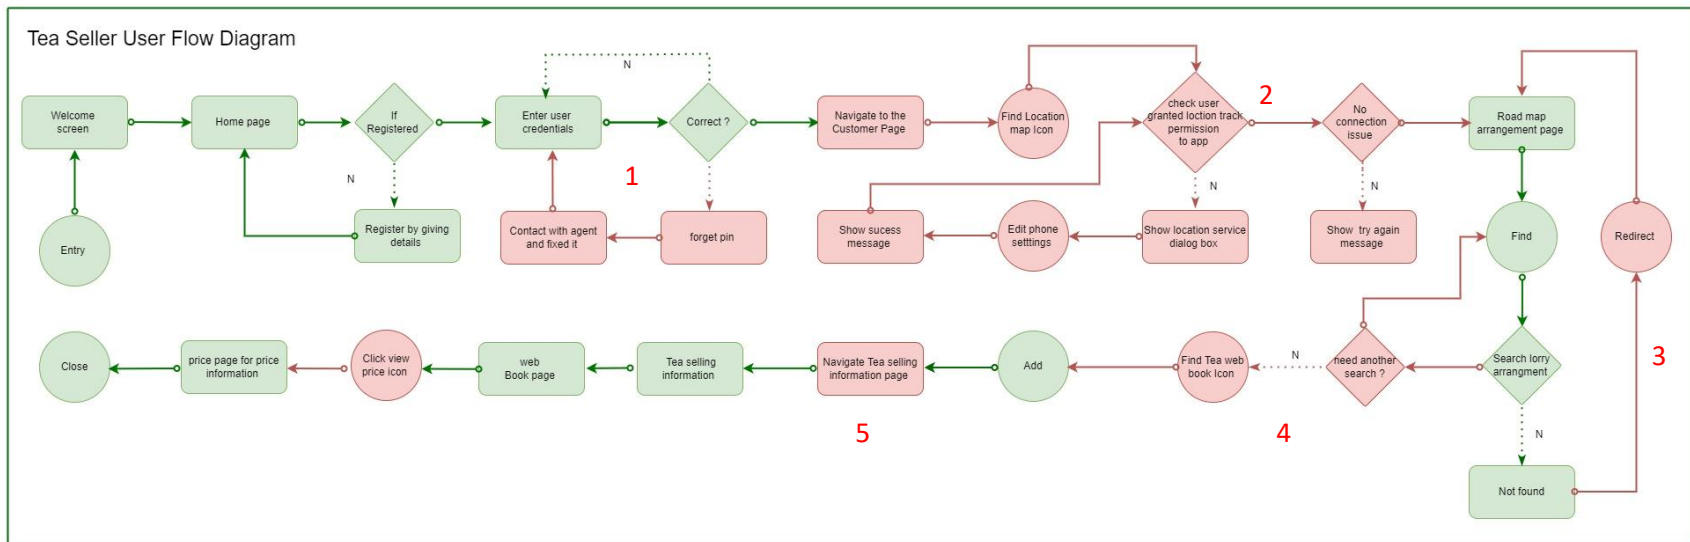 Tea Seller User Flow Diagram
Welcome
screen
Home page
If
Registered
Enter user
credentials
N
Correct ?
Navigate to the
Customer Page
Find Location
map Icon
check user
granted loction track
permission
to app
2
No
connection
issue
Road map
arrangement page
N
1
N
N
Entry
Register by giving
details
Contact with agent
and fixed it
forget pin
Show sucess
message
Edit phone
setttings
Show location service
dialog box
Show try again
message
Find
Redirect
Close
price page for price
information
Click view
price icon
web
Book page
Tea selling
information
Navigate Tea selling
information page
Add
Find Tea web
book Icon
N
need another
search ?
Search lorry
arrangment
3
5
4
N
Not found